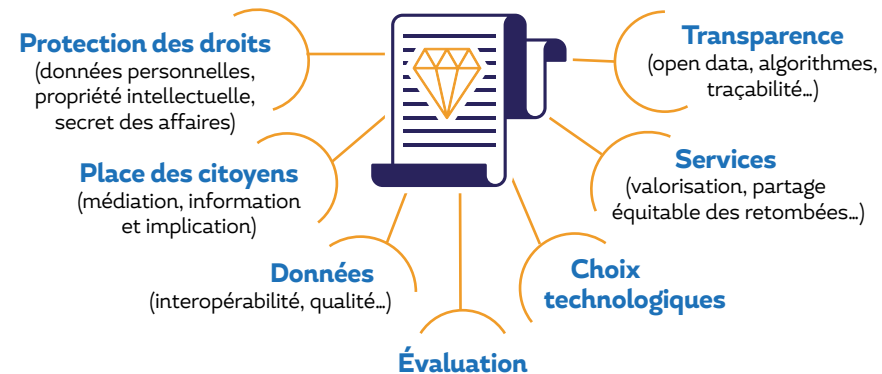 Protection des droits
(données personnelles,
propriété intellectuelle,
secret des affaires)
Transparence
(open data, algorithmes,
traçabilité…)
Place des citoyens
(médiation, information
et implication)
Services
(valorisation, partage
équitable des retombées…)
Données
(interopérabilité, qualité…)
Choix
technologiques
Évaluation